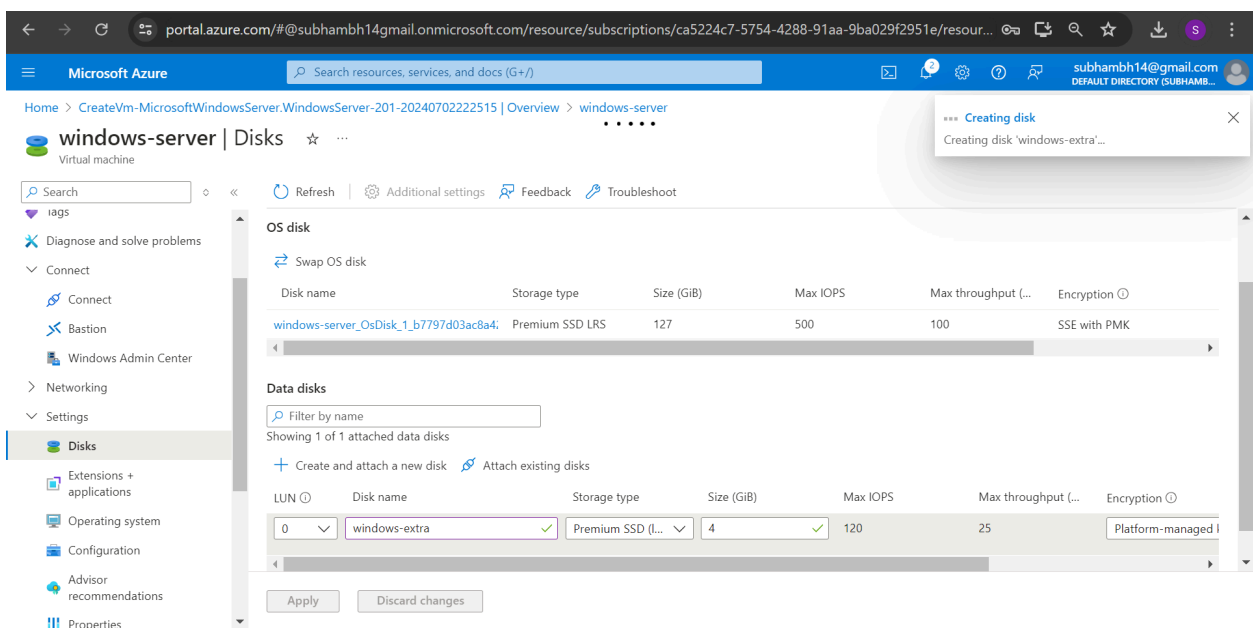 portal.azure.com/#@subhambh14gmail.onmicrosoft.com/resource/subscriptions/ca5224c7-5754-4288-91aa-9ba029f2951e/resour...
S
Microsoft Azure
Search resources, services, and docs (G+/)
2
subhambh14@gmail.com
DEFAULT DIRECTORY (SUBHAMB...
Home > CreateVm-MicrosoftWindowsServer.WindowsServer-201-20240702222515 | Overview > windows-server
windows-server | Disks
Virtual machine
Creating disk
Creating disk 'windows-extra'...
Search
Refresh
Additional settings
Feedback
Troubleshoot
Tags
Diagnose and solve problems
Connect
Connect
Bastion
Windows Admin Center
Networking
Settings
Disks
Extensions +
applications
Operating system
Configuration
Advisor
recommendations
Properties
OS disk
Swap OS disk
Disk name Storage type Size (GiB) Max IOPS Max throughput (... Encryption
windows-server_OsDisk_1_b7797d03ac8a4 Premium SSD LRS 127 500 100 SSE with PMK
Data disks
Filter by name
Showing 1 of 1 attached data disks
Create and attach a new disk Attach existing disks
LUN Disk name Storage type Size (GiB) Max IOPS Max throughput (... Encryption
0 windows-extra Premium SSD (l... 4 120 25 Platform-managed
Apply Discard changes